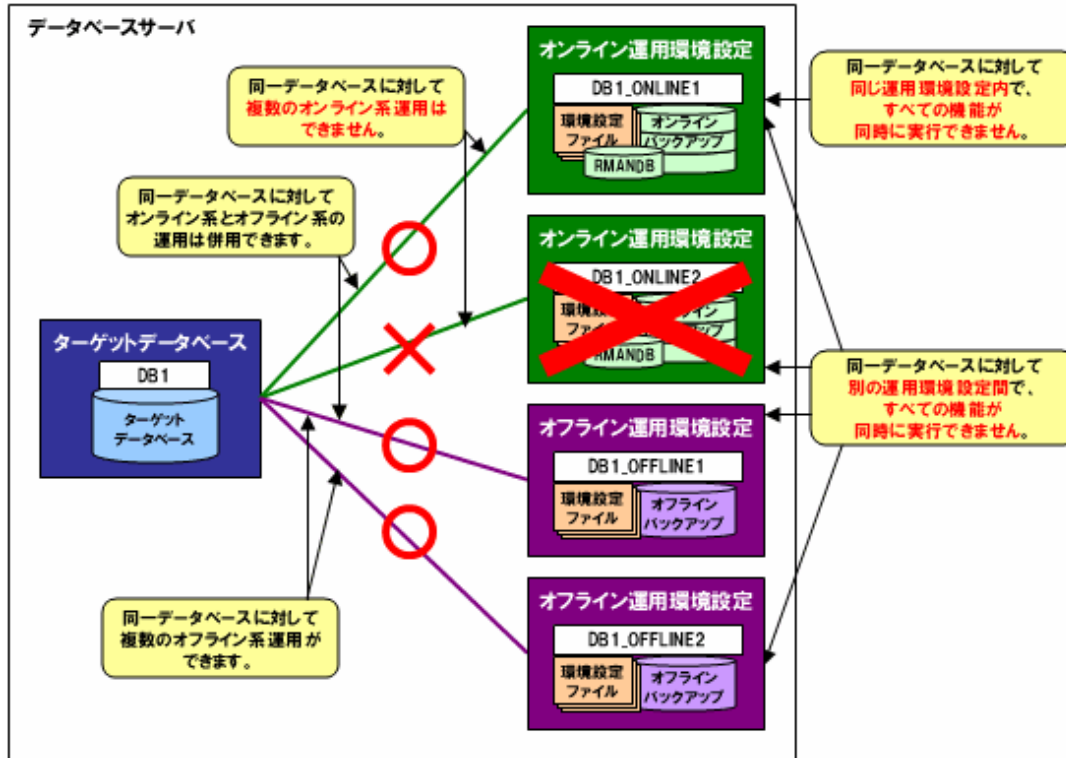 データベースサーバ
同一データベースに対して
複数のオンライン系運用は
できません。
同一データベースに対して
オンライン系とオフライン系の
運用は併用できます。
ターゲットデータベース
DB1
ターゲット
データベース
同一データベースに対して
複数のオフライン系運用が
できます。
オンライン運用環境設定
DB1_ONLINE1
環境設定
ファイル
オンライン
バックアップ
RMANDB
オンライン運用環境設定
DB1_ONLINE2
環境設定
ファイル
オンライン
バックアップ
RMANDB
オフライン運用環境設定
DB1_OFFLINE1
環境設定
ファイル
オフライン
バックアップ
オフライン運用環境設定
DB1_OFFLINE2
環境設定
ファイル
オフライン
バックアップ
同一データベースに対して
同じ運用環境設定内で、
すべての機能が
同時に実行できません。
同一データベースに対して
別の運用環境設定間で、
すべての機能が
同時に実行できません。